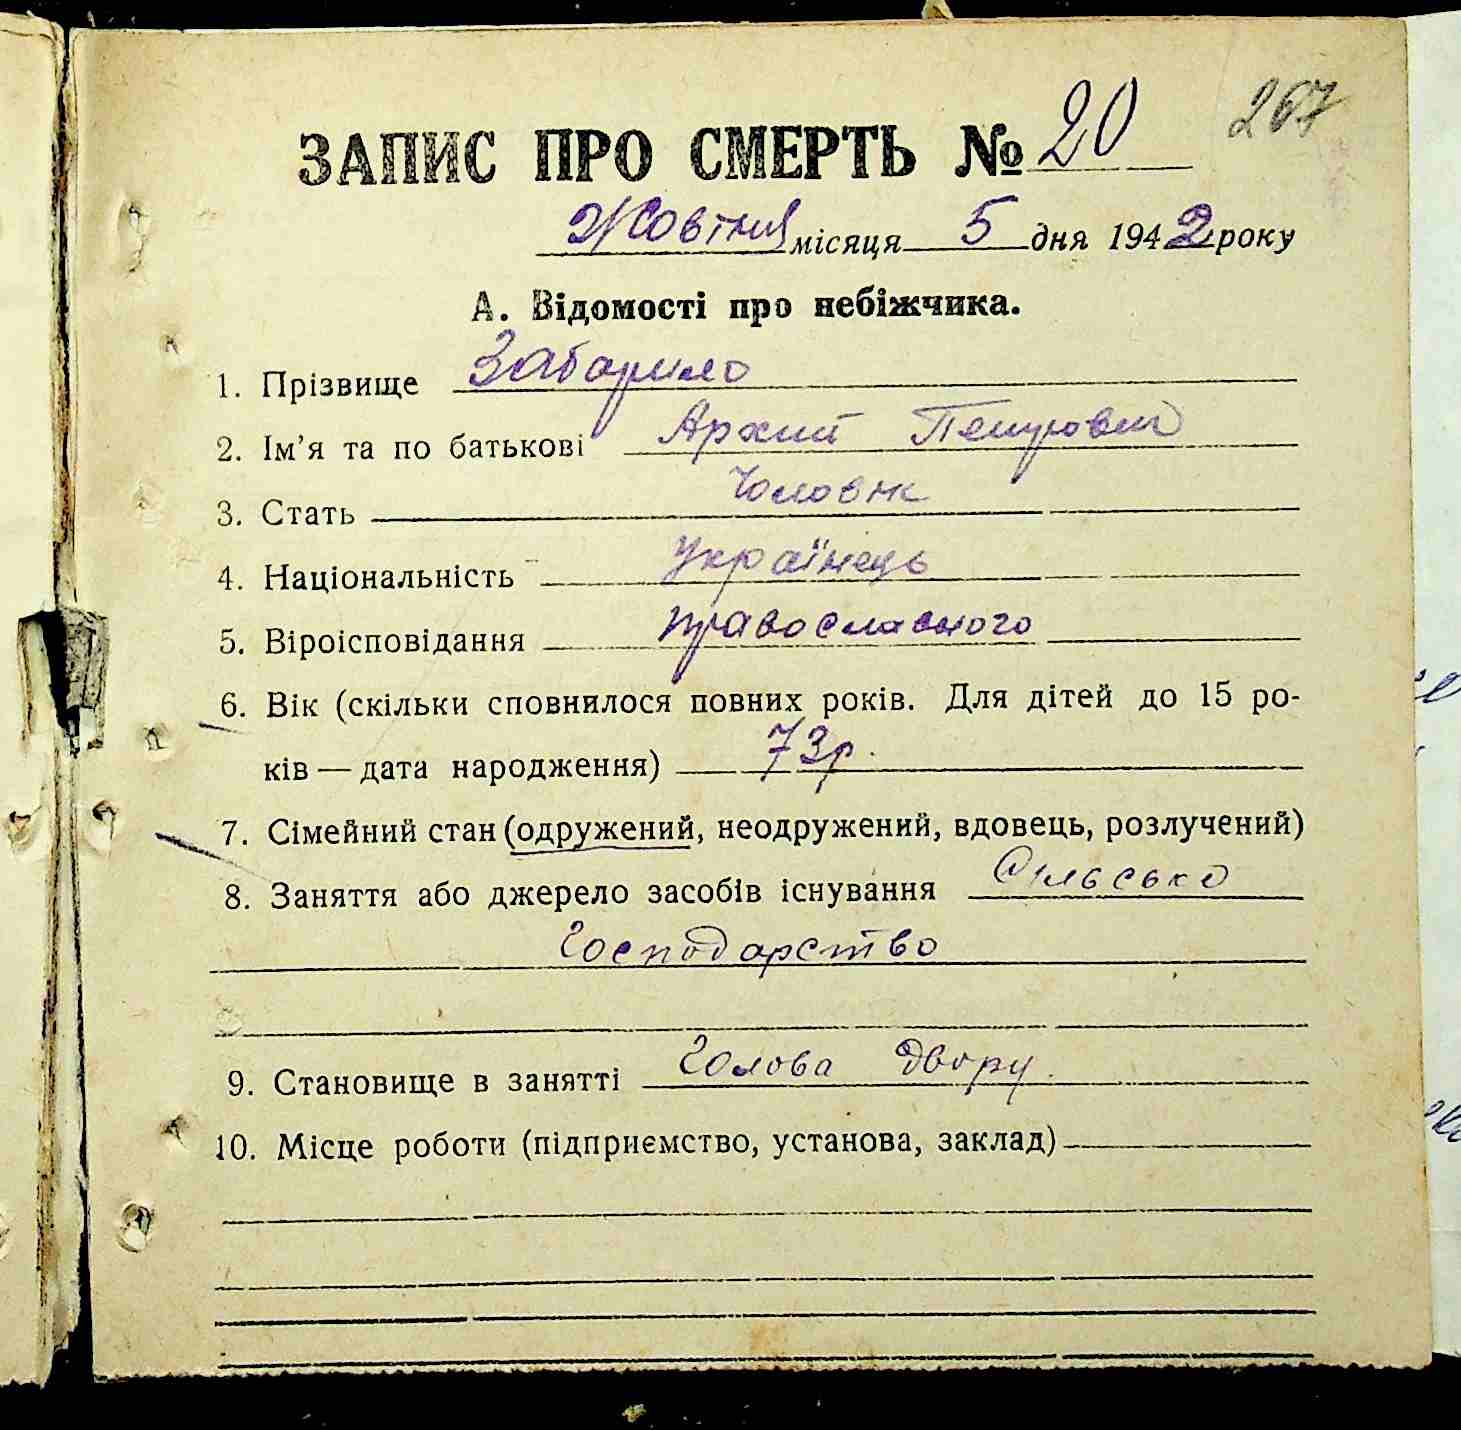 267
ЗАПИС ПРО СМЕРТЬ № 20
Жовтня місяця 5 дня 1942 року
А. Відомості про небіжчика.
1. Прізвище Забарило
2. Ім’я та по батькові Архип Петрович
3. Стать Чоловік
4. Національність Українець
5. Віроісповідання православного
6. Вік (скільки сповнилося повних років. Для дітей до 15 ро-
ків — дата народження) 73р.
7. Сімейний стан (одружений, неодружений, вдовець, розлучений)
8. Заняття або джерело засобів існування Сільсько
Господарство
9. Становище в занятті Голова двору.
10. Місце роботи (підприємство, установа, заклад)